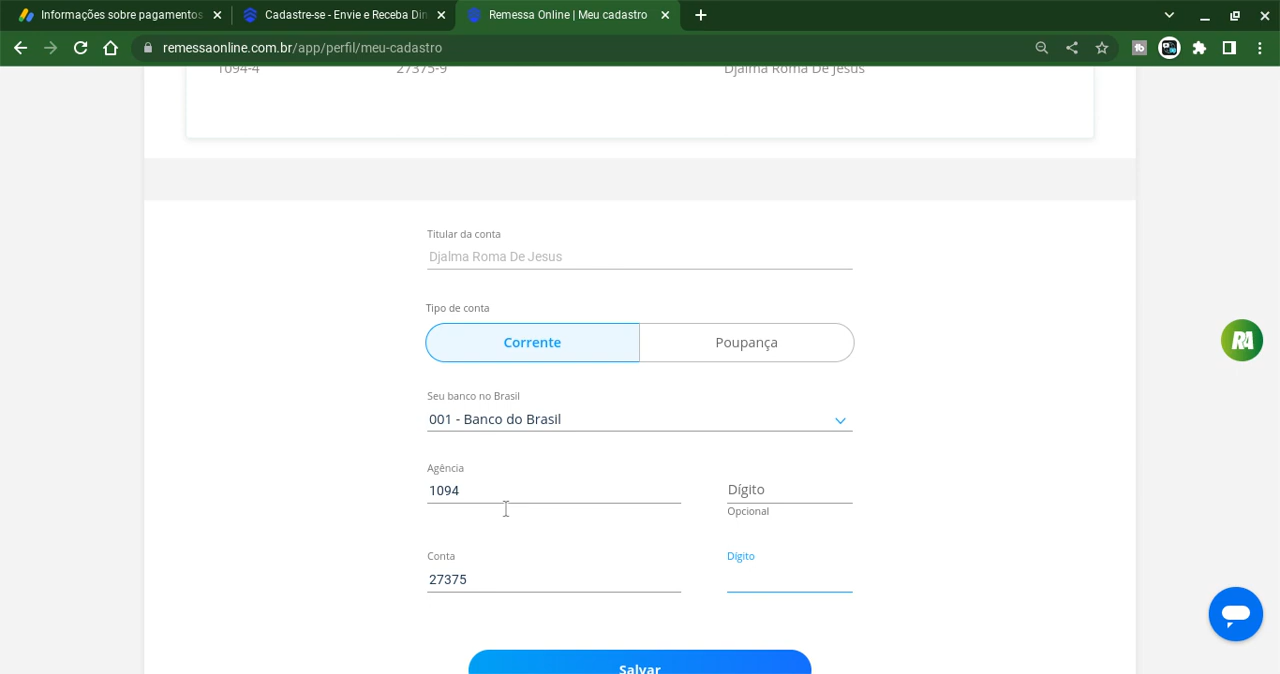 Informações sobre pagamentos
Cadastre-se - Envie e Receba Din
Remessa Online | Meu cadastro
remessaonline.com.br/app/perfil/meu-cadastro
1094-4 27375-9 Djalma Roma De Jesus
Titular da conta
Djalma Roma De Jesus
Tipo de conta
Corrente Poupança
Seu banco no Brasil
001 - Banco do Brasil
Agência
1094 Dígito
Opcional
Conta Dígito
27375
Salvar
RA